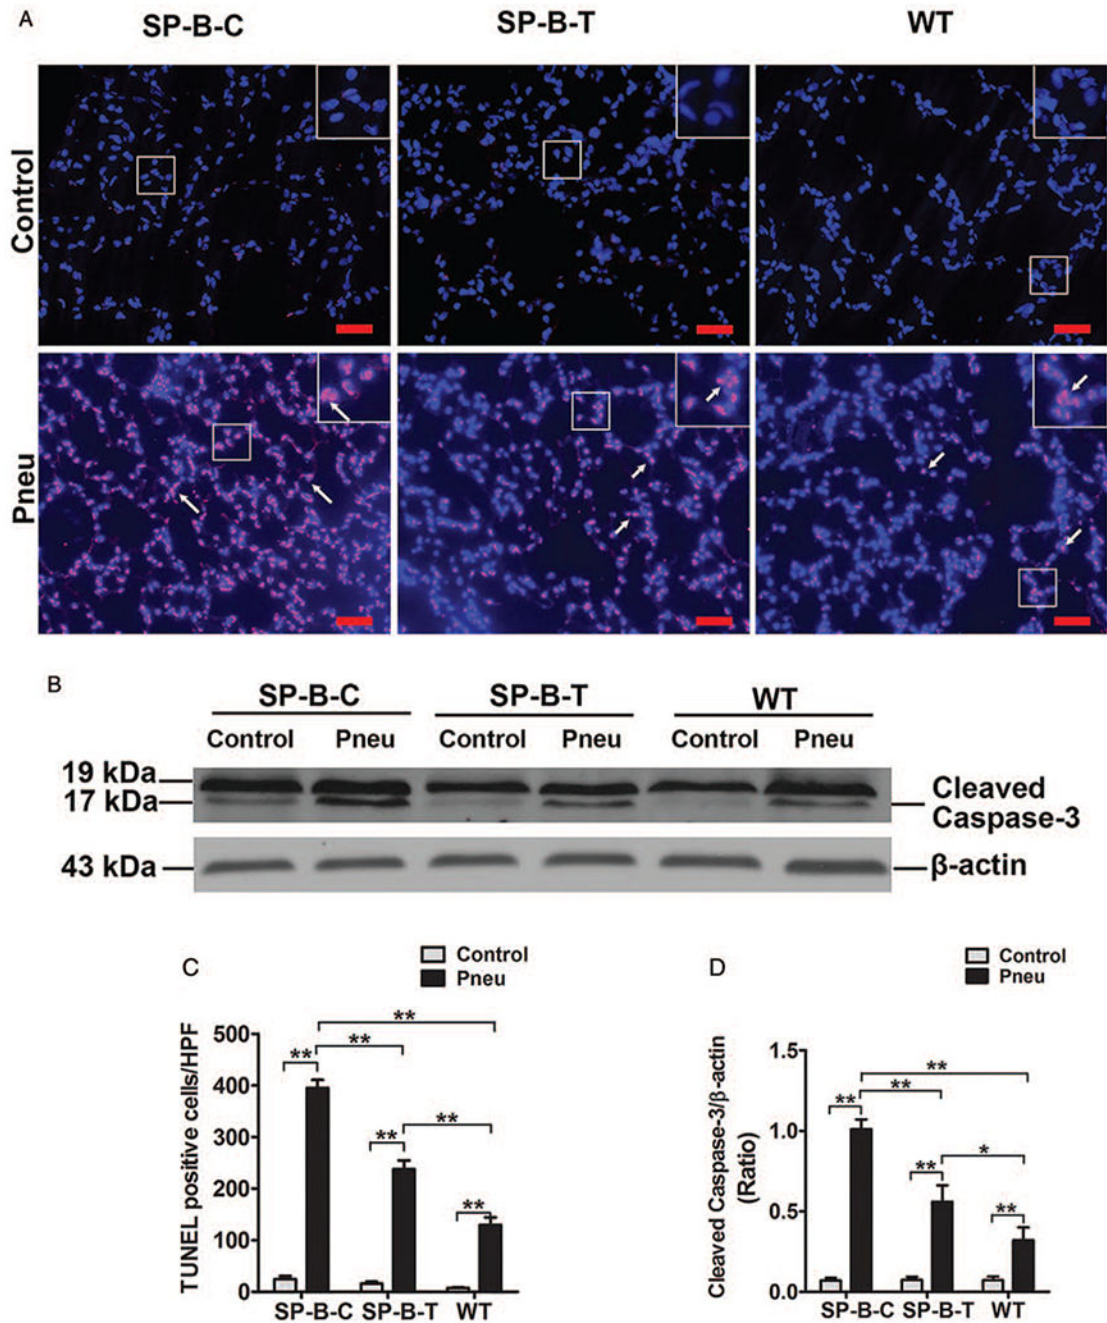 A
SP-B-C SP-B-T WT
Control
Pneu
B
SP-B-C SP-B-T WT
Control Pneu Control Pneu Control Pneu
19 kDa
17 kDa
Cleaved
Caspase-3
43 kDa
β-actin
C
Control
Pneu
TUNEL positive cells/HPF
500
400
300
200
100
0
**
**
**
**
**
**
SP-B-C SP-B-T WT
D
Control
Pneu
Cleaved Caspase-3/β-actin
(Ratio)
1.5
1.0
0.5
0.0
**
**
**
*
**
**
SP-B-C SP-B-T WT